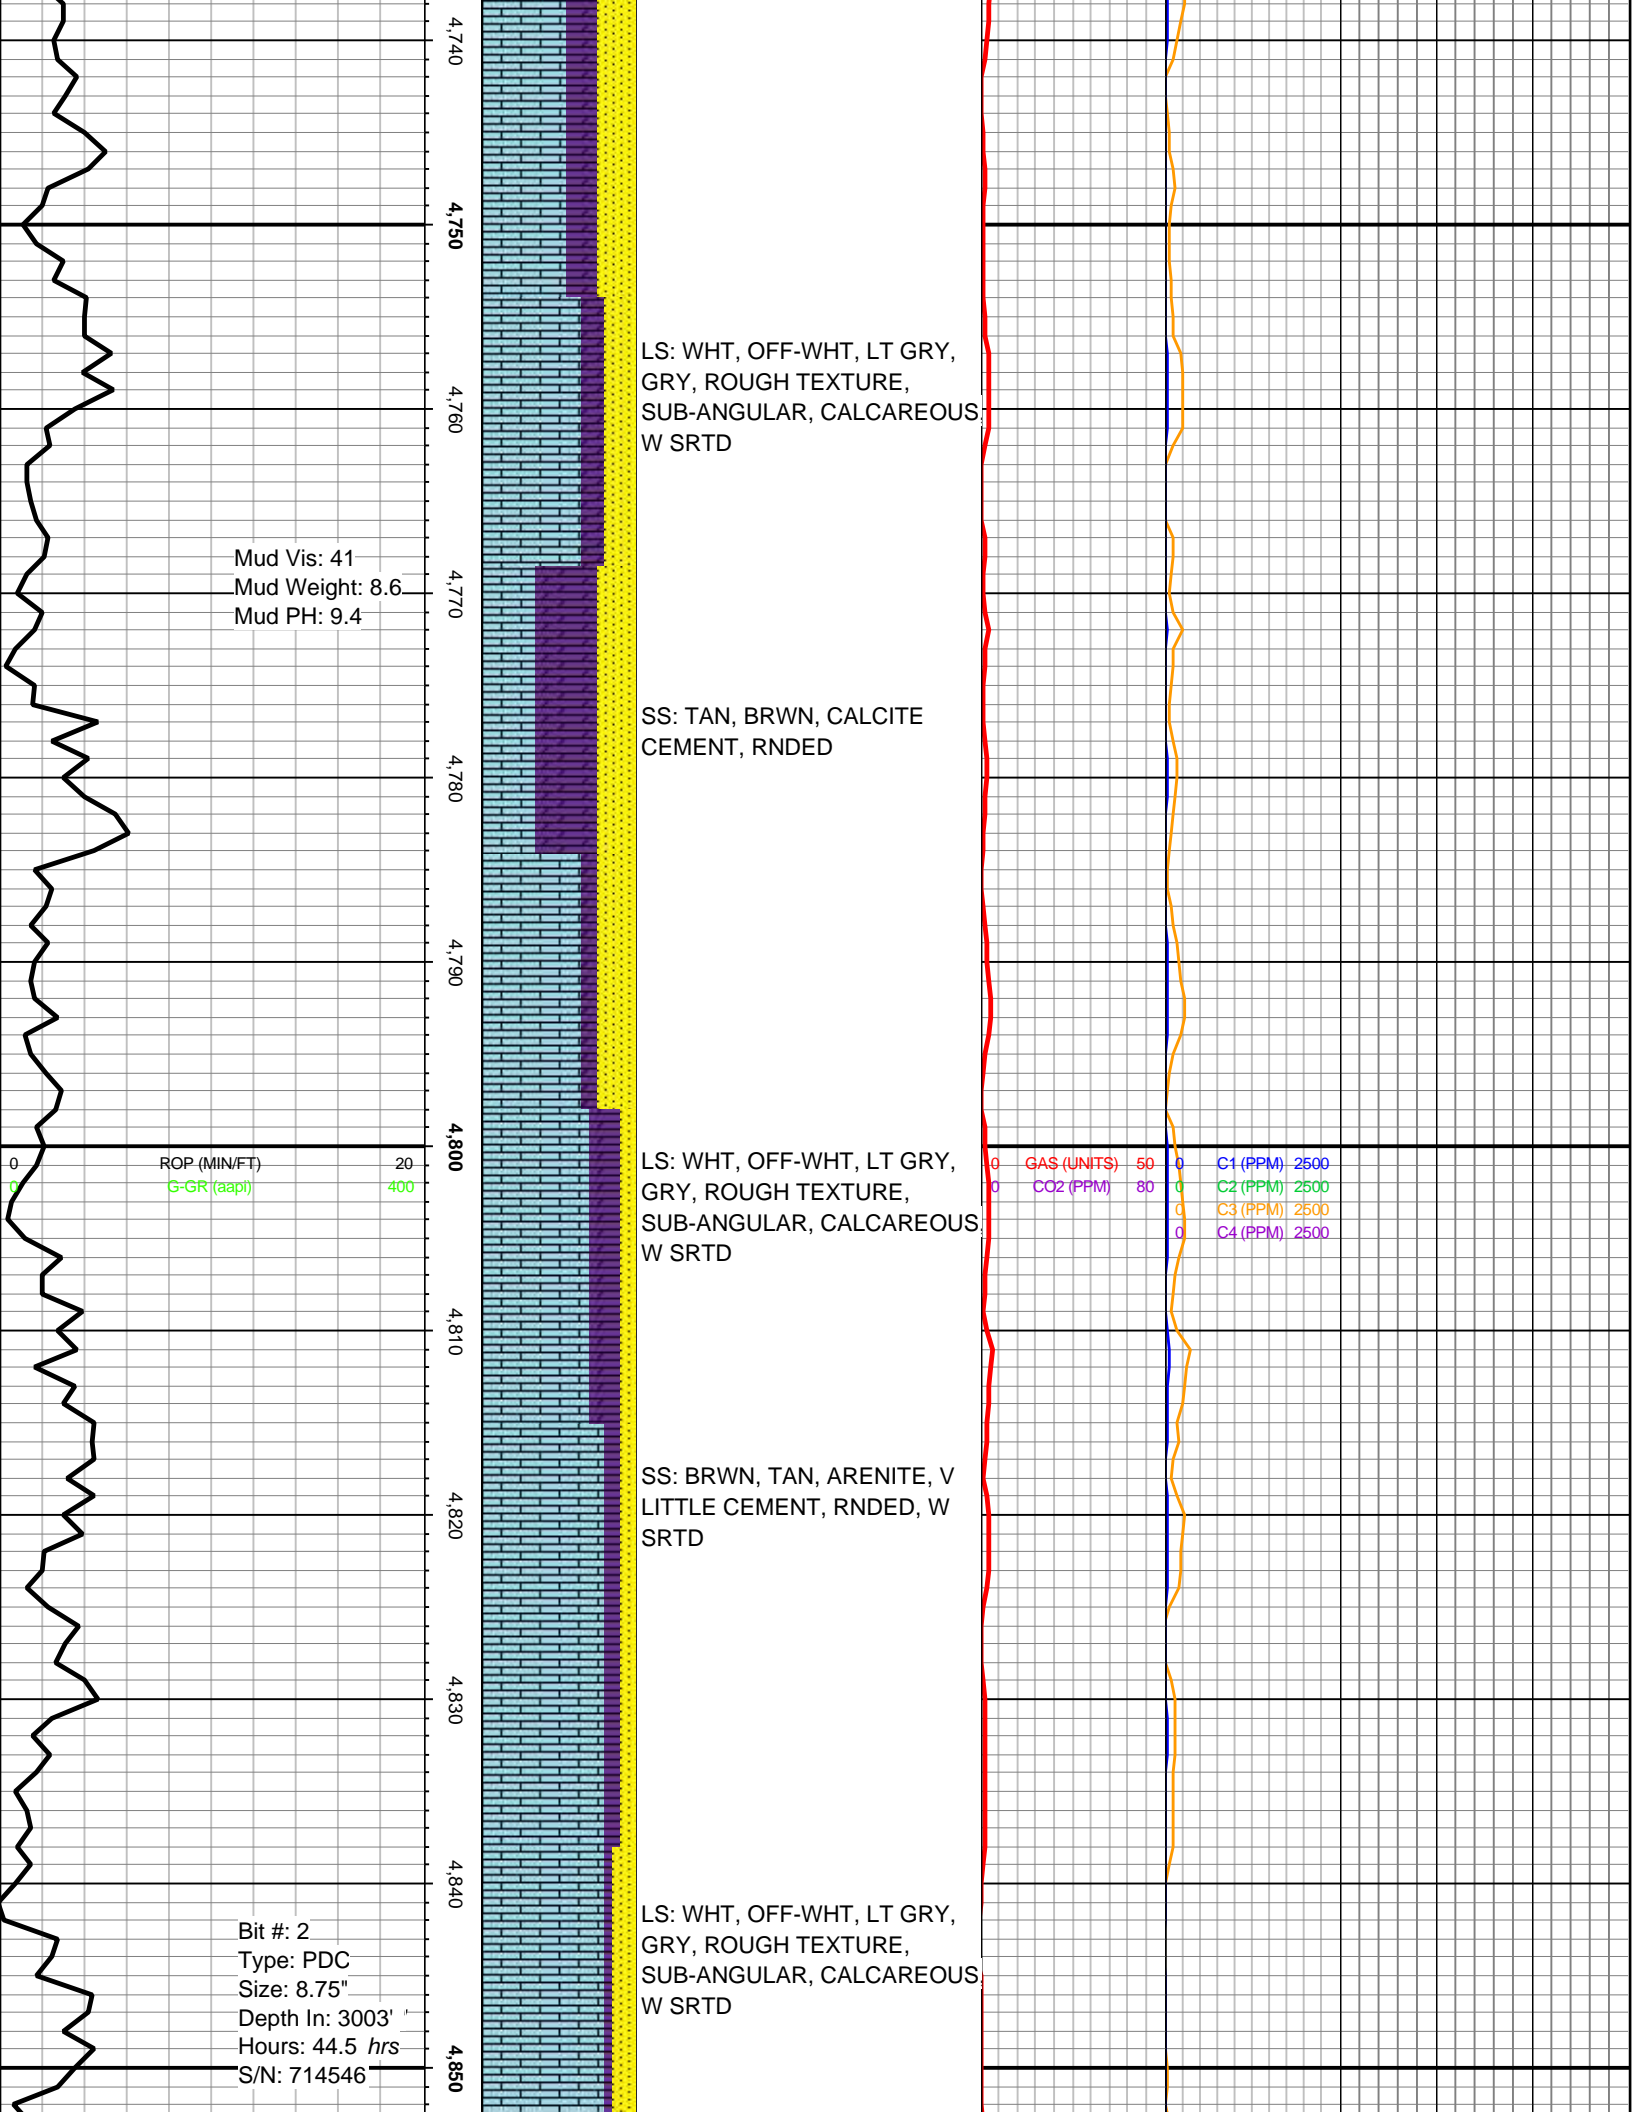 4,740
4,750
LS: WHT, OFF-WHT, LT GRY,
GRY, ROUGH TEXTURE,
SUB-ANGULAR, CALCAREOUS,
W SRTD
4,760
Mud Vis: 41
Mud Weight: 8.6
Mud PH: 9.4
4,770
SS: TAN, BRWN, CALCITE
CEMENT, RNDED
4,780
4,790
4,800
0 ROP (MIN/FT) 20
0 G-GR (aapi) 400
LS: WHT, OFF-WHT, LT GRY,
GRY, ROUGH TEXTURE,
SUB-ANGULAR, CALCAREOUS,
W SRTD
0 GAS (UNITS) 50
0 CO2 (PPM) 80
0 C1 (PPM) 2500
0 C2 (PPM) 2500
0 C3 (PPM) 2500
0 C4 (PPM) 2500
4,810
SS: BRWN, TAN, ARENITE, V
LITTLE CEMENT, RNDED, W
SRTD
4,820
4,830
4,840
LS: WHT, OFF-WHT, LT GRY,
GRY, ROUGH TEXTURE,
SUB-ANGULAR, CALCAREOUS,
W SRTD
Bit #: 2
Type: PDC
Size: 8.75"
Depth In: 3003' '
Hours: 44.5 hrs
S/N: 714546
4,850